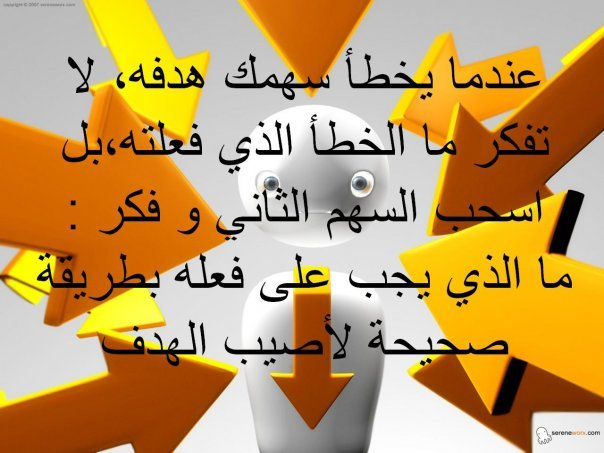 copyright © 2007 sereneworx.com
عندما يخطأ سهمك هدفه، لا
تفكر ما الخطأ الذي فعلته،بل
اسحب السهم الثاني و فكر :
ما الذي يجب على فعله بطريقة
صحيحة لأصيب الهدف
sereneworx.com